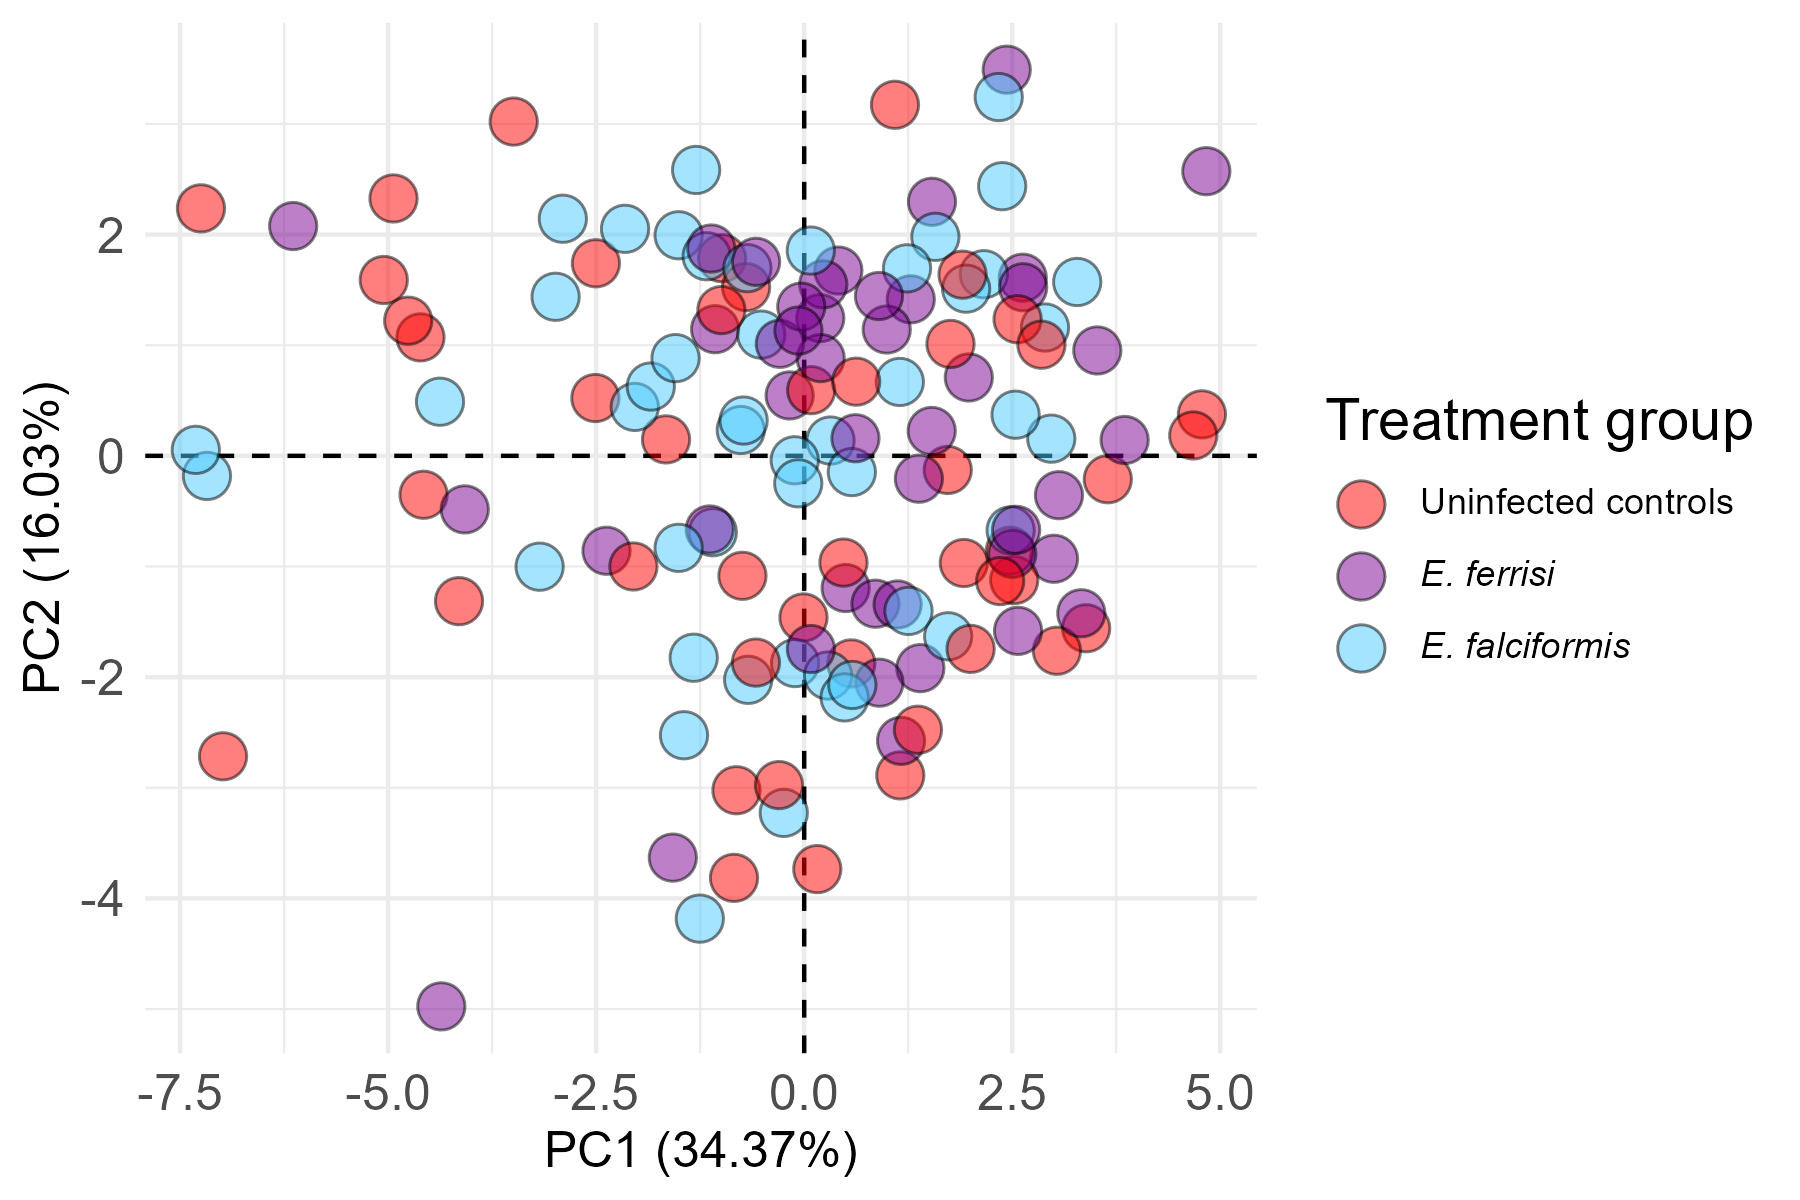 2
0
-2
-4
PC2 (16.03%)
-7.5 -5.0 -2.5 0.0 2.5 5.0
PC1 (34.37%)
Treatment group
Uninfected controls
E. ferrisi
E. falciformis